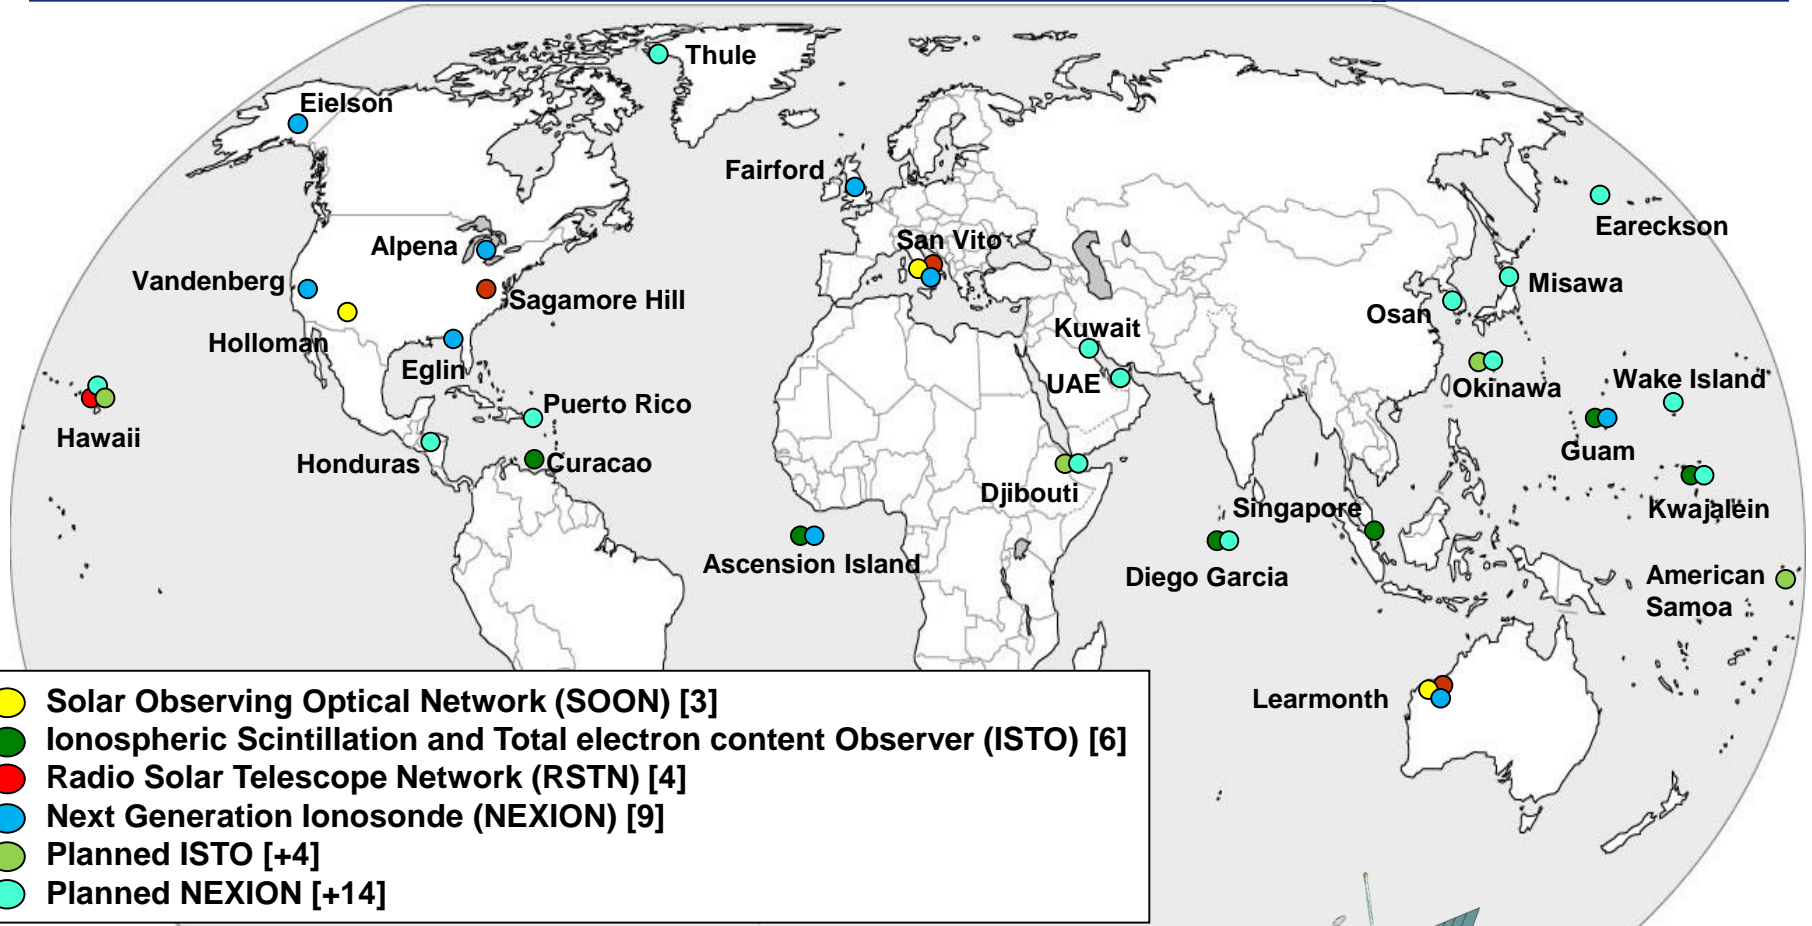 Thule
Eielson
Fairford
Eareckson
San Vito
Alpena
Vandenberg
Misawa
Sagamore Hill
Osan
Kuwait
Holloman
Eglin
UAE
Okinawa
Wake Island
Puerto Rico
Hawaii
Guam
Honduras
Curacao
Djibouti
Singapore
Kwajalein
Ascension Island
Diego Garcia
American
Samoa
Learmonth
Solar Observing Optical Network (SOON) [3]
Ionospheric Scintillation and Total electron content Observer (ISTO) [6]
Radio Solar Telescope Network (RSTN) [4]
Next Generation Ionosonde (NEXION) [9]
Planned ISTO [+4]
Planned NEXION [+14]